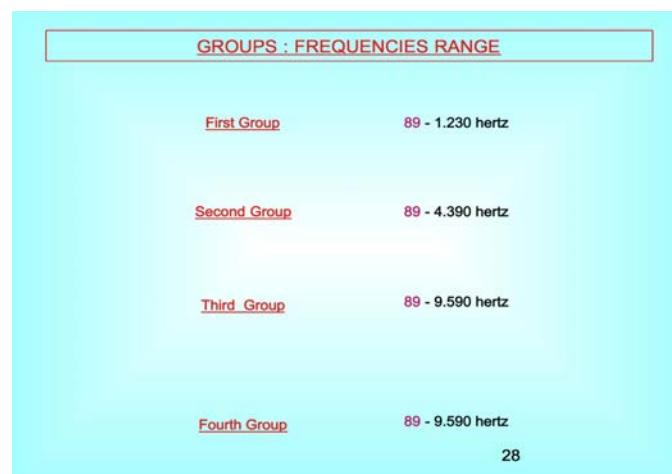 GROUPS : FREQUENCIES RANGE
First Group 89 - 1.230 hertz
Second Group 89 - 4.390 hertz
Third Group 89 - 9.590 hertz
Fourth Group 89 - 9.590 hertz
28